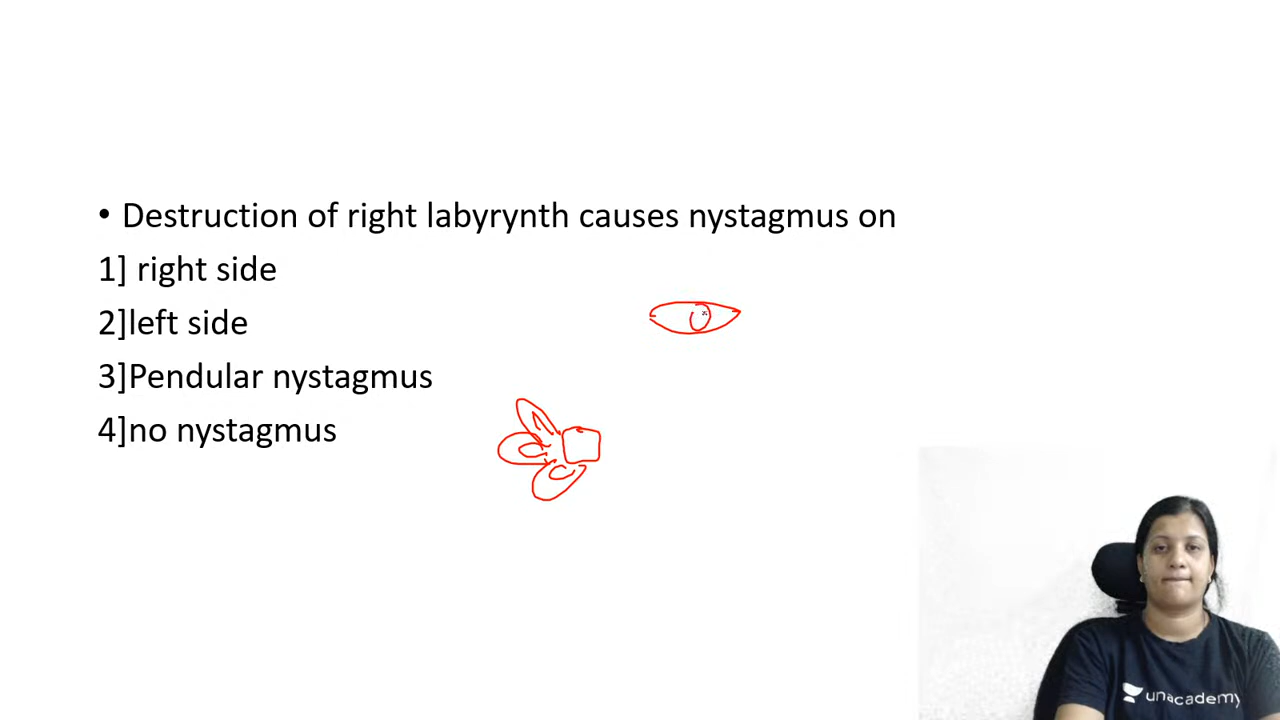 • Destruction of right labyrynth causes nystagmus on
1] right side
2]left side
3]Pendular nystagmus
4]no nystagmus
unacademy